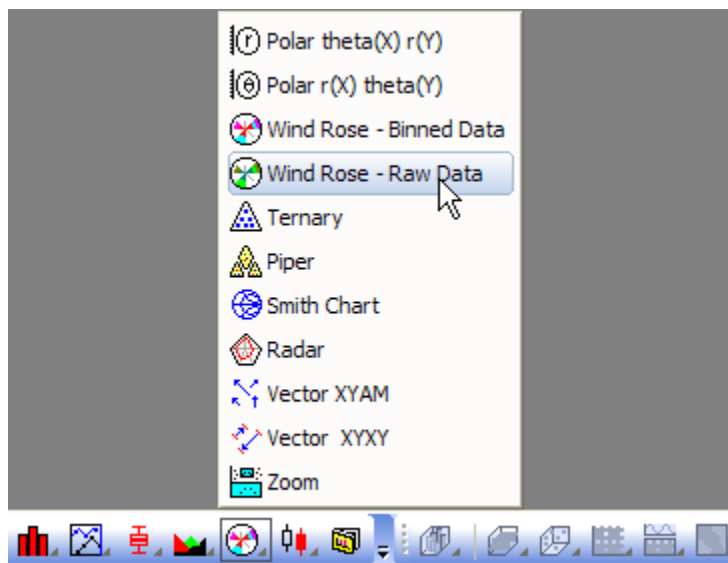 Polar theta(X) r(Y)
Polar r(X) theta(Y)
Wind Rose - Binned Data
Wind Rose - Raw Data
Ternary
Piper
Smith Chart
Radar
Vector XYAM
Vector  XYXY
Zoom